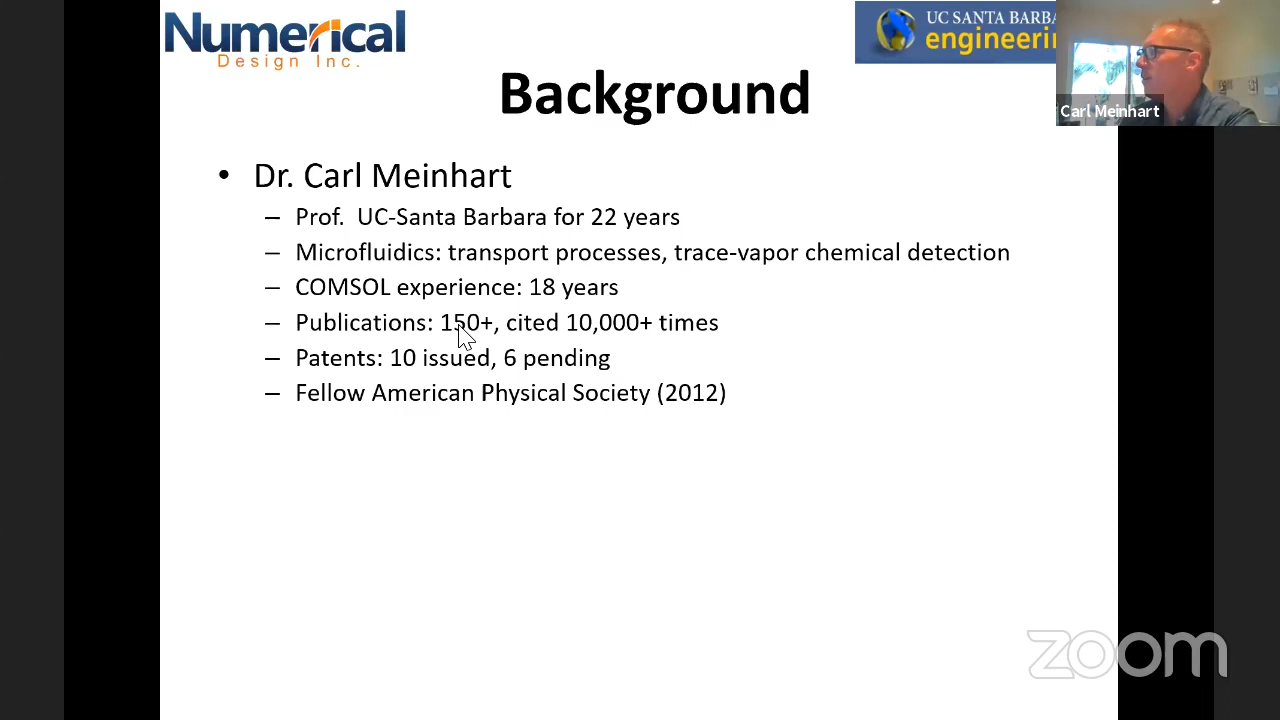 Numerical
Design Inc.
UC SANTA BARBA
engineerin
Carl Meinhart
Background
• Dr. Carl Meinhart
– Prof.  UC-Santa Barbara for 22 years
– Microfluidics: transport processes, trace-vapor chemical detection
– COMSOL experience: 18 years
– Publications: 150+, cited 10,000+ times
– Patents: 10 issued, 6 pending
– Fellow American Physical Society (2012)
zoom